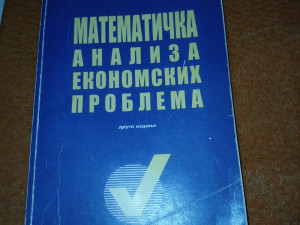 МАТЕМАТИЧКА
АНАЛИЗА
ЕКОНОМСКИХ
ПРОБЛЕМА
друго издање